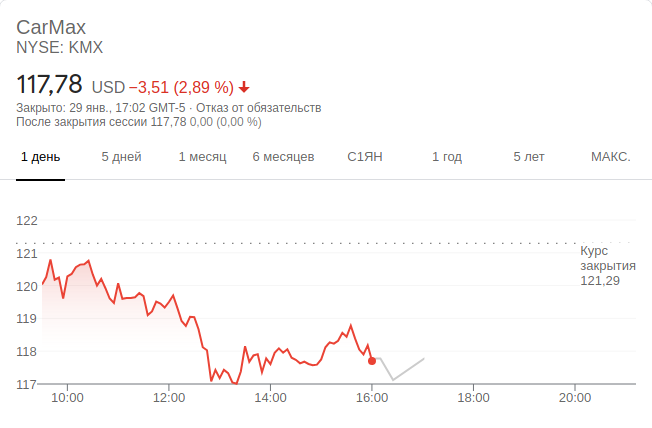 CarMax
NYSE: KMX
117,78 USD −3,51 (2,89 %)
Закрыто: 29 янв., 17:02 GMT-5 · Отказ от обязательств
После закрытия сессии 117,78 0,00 (0,00 %)
1 день 5 дней 1 месяц 6 месяцев С1ЯН 1 год 5 лет МАКС.
122
121
120
119
118
117
Курс
закрытия
121,29
10:00 12:00 14:00 16:00 18:00 20:00